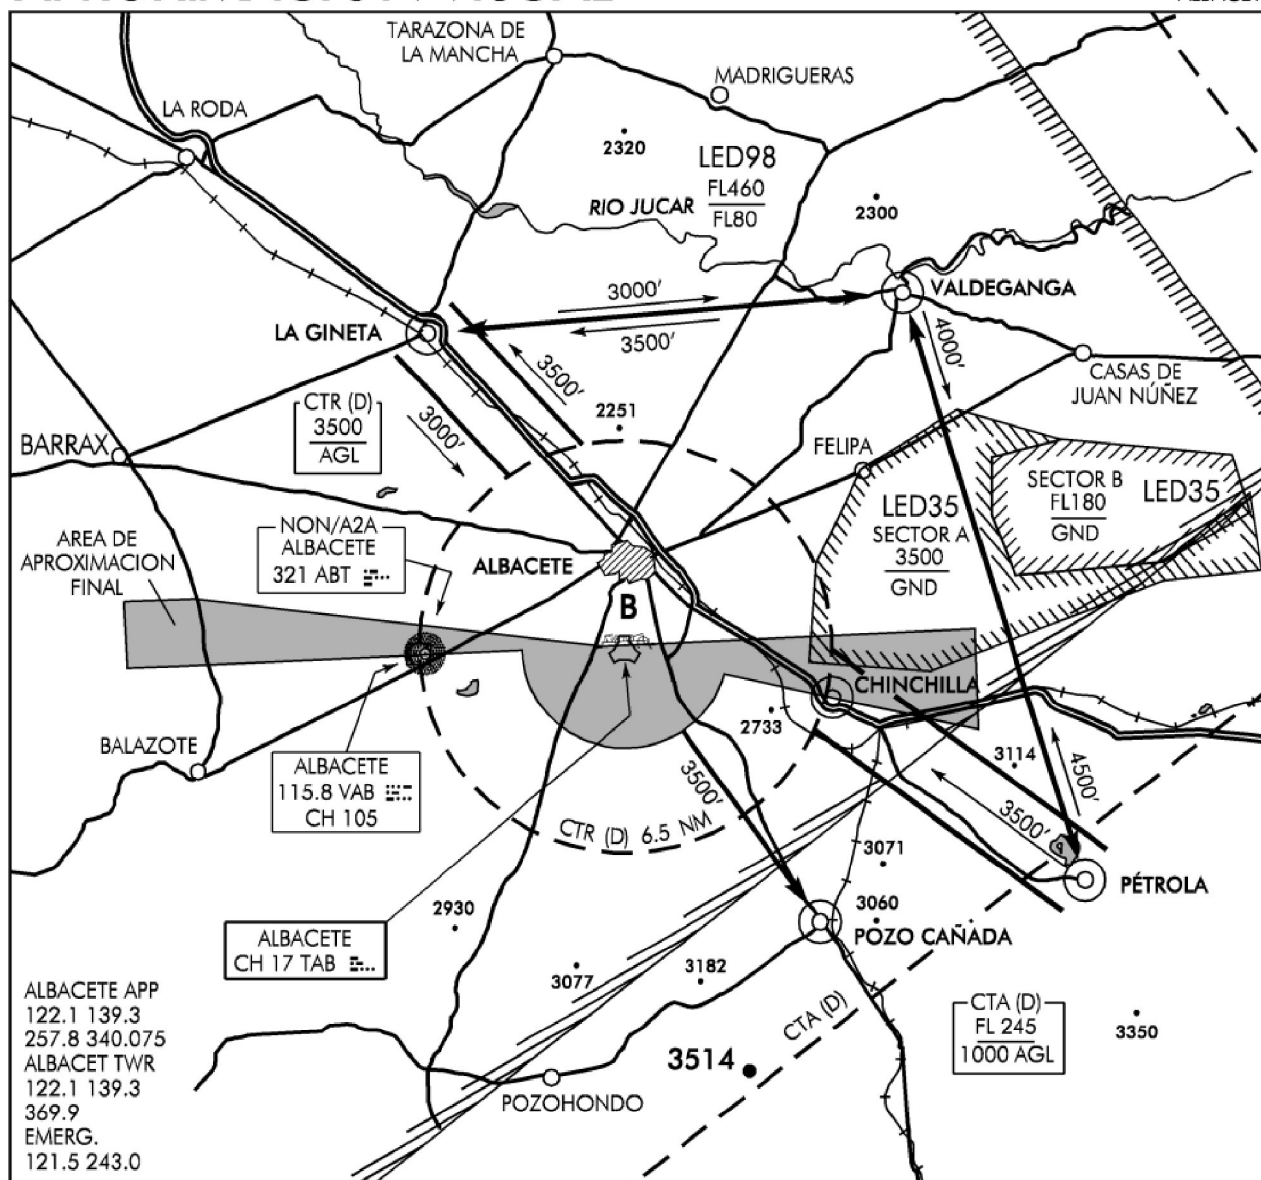 TARAZONA DE
LA MANCHA
MADRIGUERAS
LA RODA
2320
LED98
FL460
FL80
RIO JUCAR
2300
VALDEGANGA
3000'
3500'
LA GINETA
3500'
4000'
CASAS DE
JUAN NÚÑEZ
CTR (D)
3500
AGL
3000'
2251
BARRAX
FELIPA
SECTOR B
FL180
GND
LED35
LED35
SECTOR A
3500
GND
NON/A2A
ALBACETE
321 ABT
AREA DE
APROXIMACION
FINAL
ALBACETE
B
CHINCHILLA
2733
BALAZOTE
ALBACETE
115.8 VAB
CH 105
3500'
3114
4500'
3500'
CTR (D) 6.5 NM
3071
PÉTROLA
2930
3060
POZO CAÑADA
ALBACETE
CH 17 TAB
3077
3182
CTA (D)
CTA (D)
FL 245
1000 AGL
3350
3514
POZOHONDO
ALBACETE APP
122.1 139.3
257.8 340.075
ALBACET TWR
122.1 139.3
369.9
EMERG.
121.5 243.0